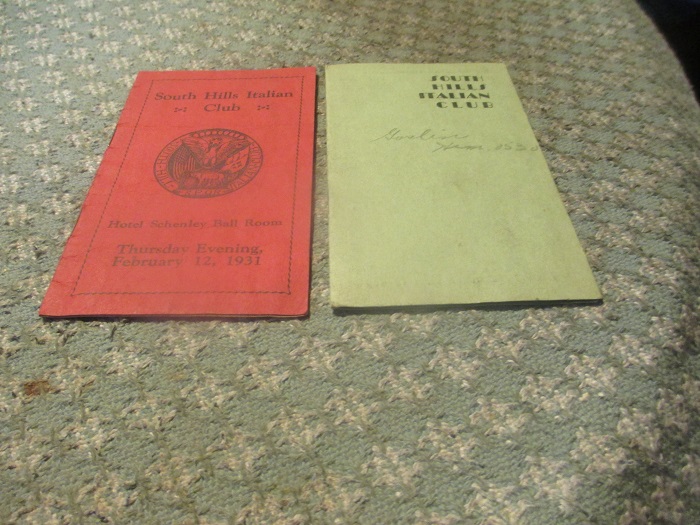 South Hills Italian
Club
Hotel Schenley Ball Room
Thursday Evening,
February 12, 1931
SOUTH
HILLS
ITALIAN
CLUB